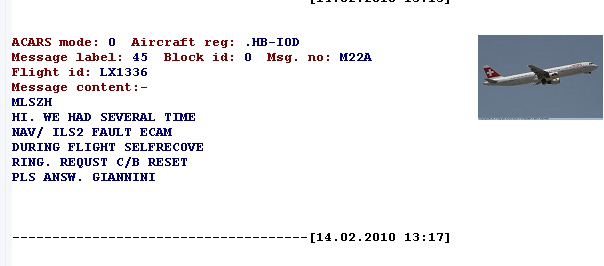 ACARS mode: 0 Aircraft reg: .HB-IOD
Message label: 45 Block id: 0 Msg. no: M22A
Flight id: LX1336
Message content:-
MLSZH
HI. WE HAD SEVERAL TIME
NAV/ ILS2 FAULT ECAM
DURING FLIGHT SELFRECOVE
RING. REQUST C/B RESET
PLS ANSW. GIANNINI
------------------------------------[14.02.2010 13:17]